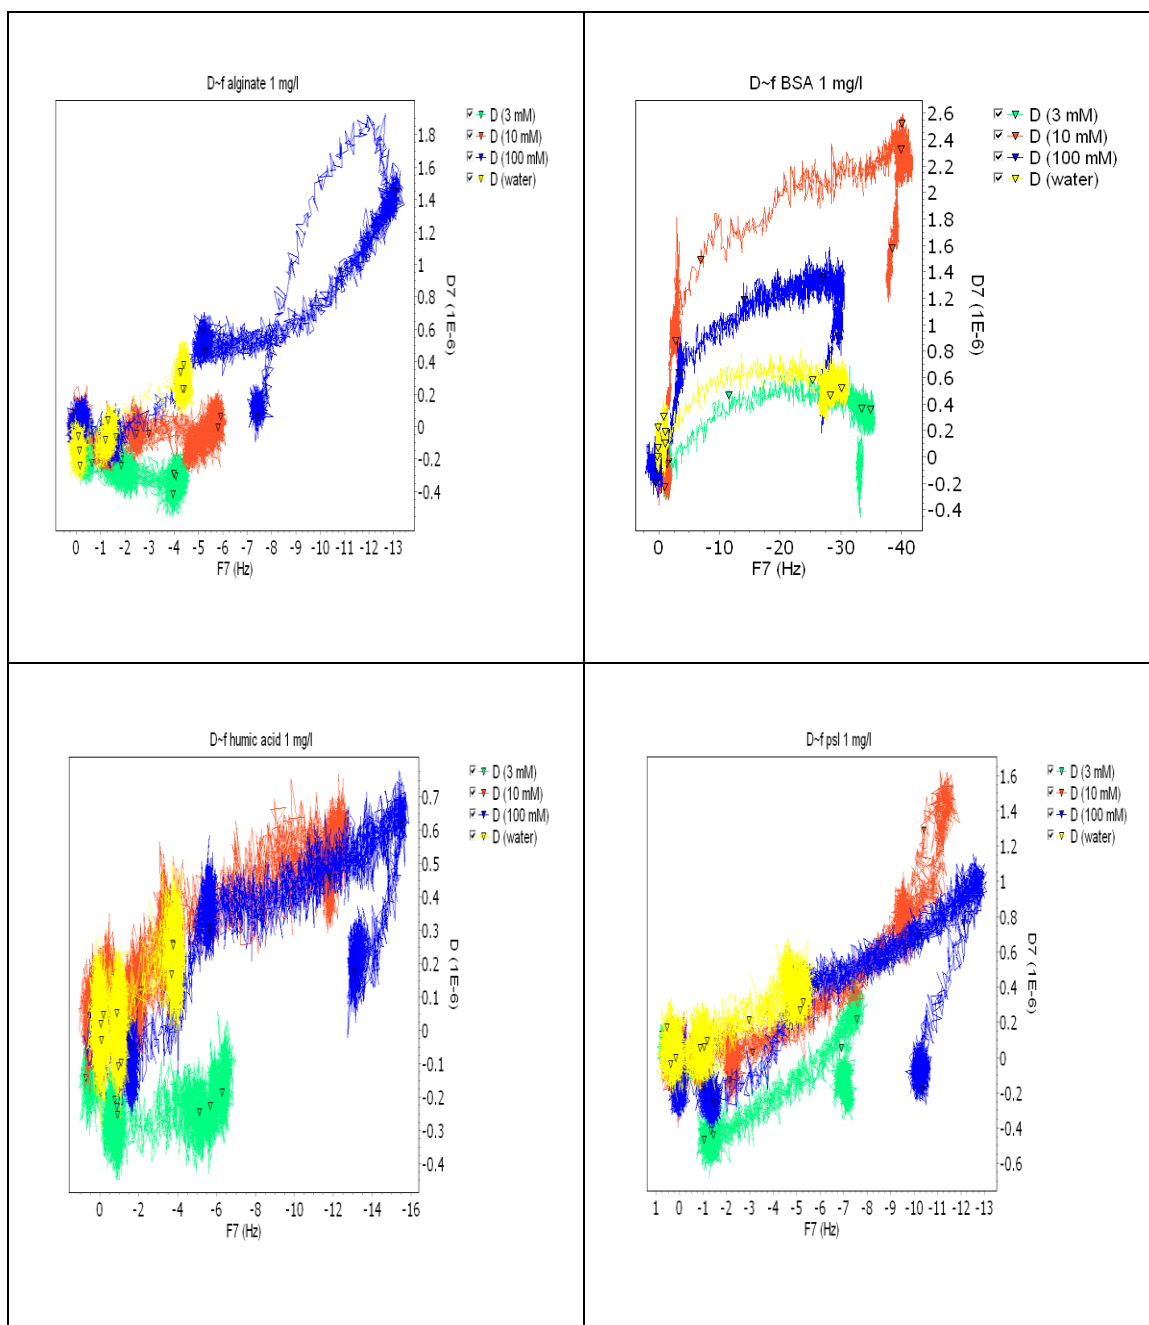 D~f alginate 1 mg/l
D (3 mM)
D (10 mM)
D (100 mM)
D (water)
1.8
1.6
1.4
1.2
1
0.8
0.6
0.4
0.2
0
-0.2
-0.4
D7 (1E-6)
0 -1 -2 -3 -4 -5 -6 -7 -8 -9 -10 -11 -12 -13
F7 (Hz)
D~f BSA 1 mg/l
D (3 mM)
D (10 mM)
D (100 mM)
D (water)
2.6
2.4
2.2
2
1.8
1.6
1.4
1.2
1
0.8
0.6
0.4
0.2
0
-0.2
-0.4
D7 (1E-6)
0 -10 -20 -30 -40
F7 (Hz)
D~f humic acid 1 mg/l
D (3 mM)
D (10 mM)
D (100 mM)
D (water)
0.7
0.6
0.5
0.4
0.3
0.2
0.1
0
-0.1
-0.2
-0.3
-0.4
D (1E-6)
0 -2 -4 -6 -8 -10 -12 -14 -16
F7 (Hz)
D~f psl 1 mg/l
D (3 mM)
D (10 mM)
D (100 mM)
D (water)
1.6
1.4
1.2
1
0.8
0.6
0.4
0.2
0
-0.2
-0.4
-0.6
D7 (1E-6)
1 0 -1 -2 -3 -4 -5 -6 -7 -8 -9 -10 -11 -12 -13
F7 (Hz)